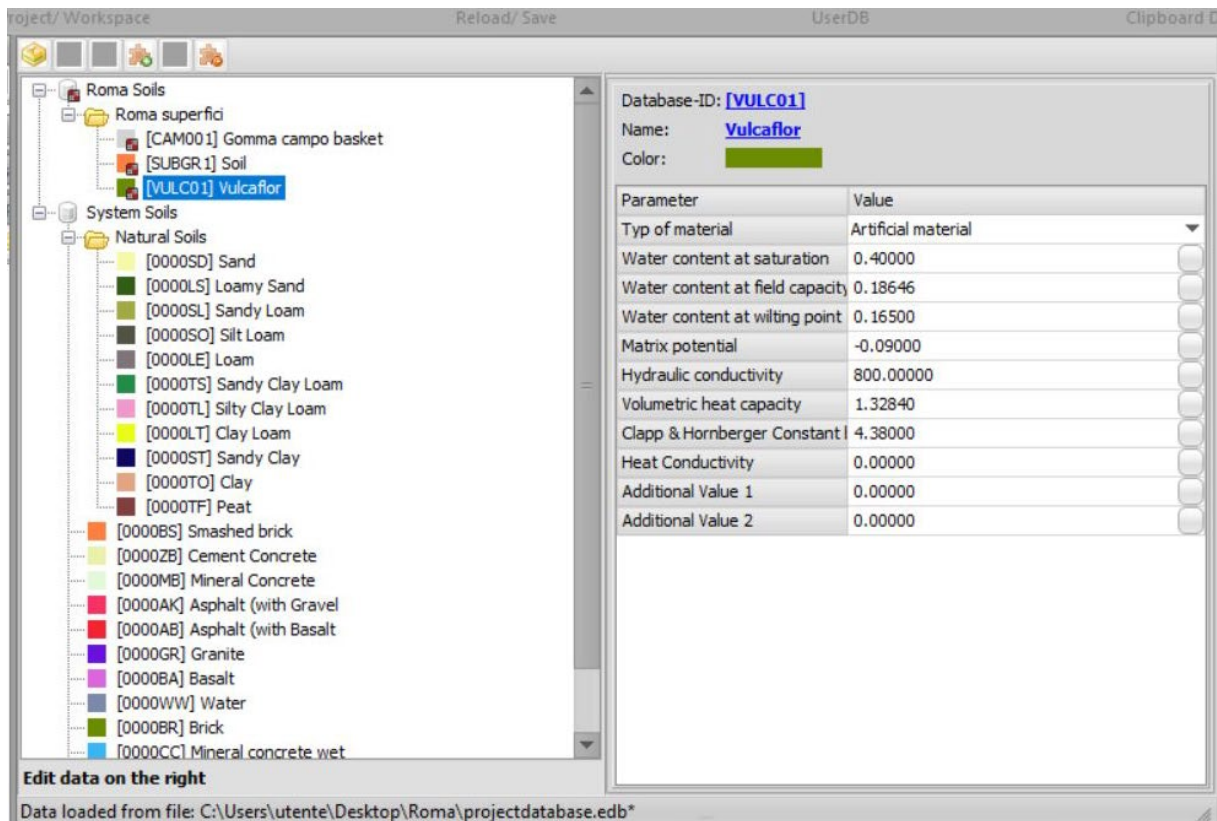 roject/ Workspace Reload/ Save UserDB Clipboard D
Roma Soils
Roma superfici
[CAM001] Gomma campo basket
[SUBGR1] Soil
[VULC01] Vulcaflor
System Soils
Natural Soils
[0000SD] Sand
[0000LS] Loamy Sand
[0000SL] Sandy Loam
[0000SO] Silt Loam
[0000LE] Loam
[0000TS] Sandy Clay Loam
[0000TL] Silty Clay Loam
[0000LT] Clay Loam
[0000ST] Sandy Clay
[0000TO] Clay
[0000TF] Peat
[0000BS] Smashed brick
[0000ZB] Cement Concrete
[0000MB] Mineral Concrete
[0000AK] Asphalt (with Gravel
[0000AB] Asphalt (with Basalt
[0000GR] Granite
[0000BA] Basalt
[0000WW] Water
[0000BR] Brick
[0000CC] Mineral concrete wet
Edit data on the right
Database-ID: [VULC01]
Name: Vulcaflor
Color:
Parameter Value
Typ of material Artificial material
Water content at saturation 0.40000
Water content at field capacity 0.18646
Water content at wilting point 0.16500
Matrix potential -0.09000
Hydraulic conductivity 800.00000
Volumetric heat capacity 1.32840
Clapp & Hornberger Constant 4.38000
Heat Conductivity 0.00000
Additional Value 1 0.00000
Additional Value 2 0.00000
Data loaded from file: C:\Users\utente\Desktop\Roma\projectdatabase.edb*